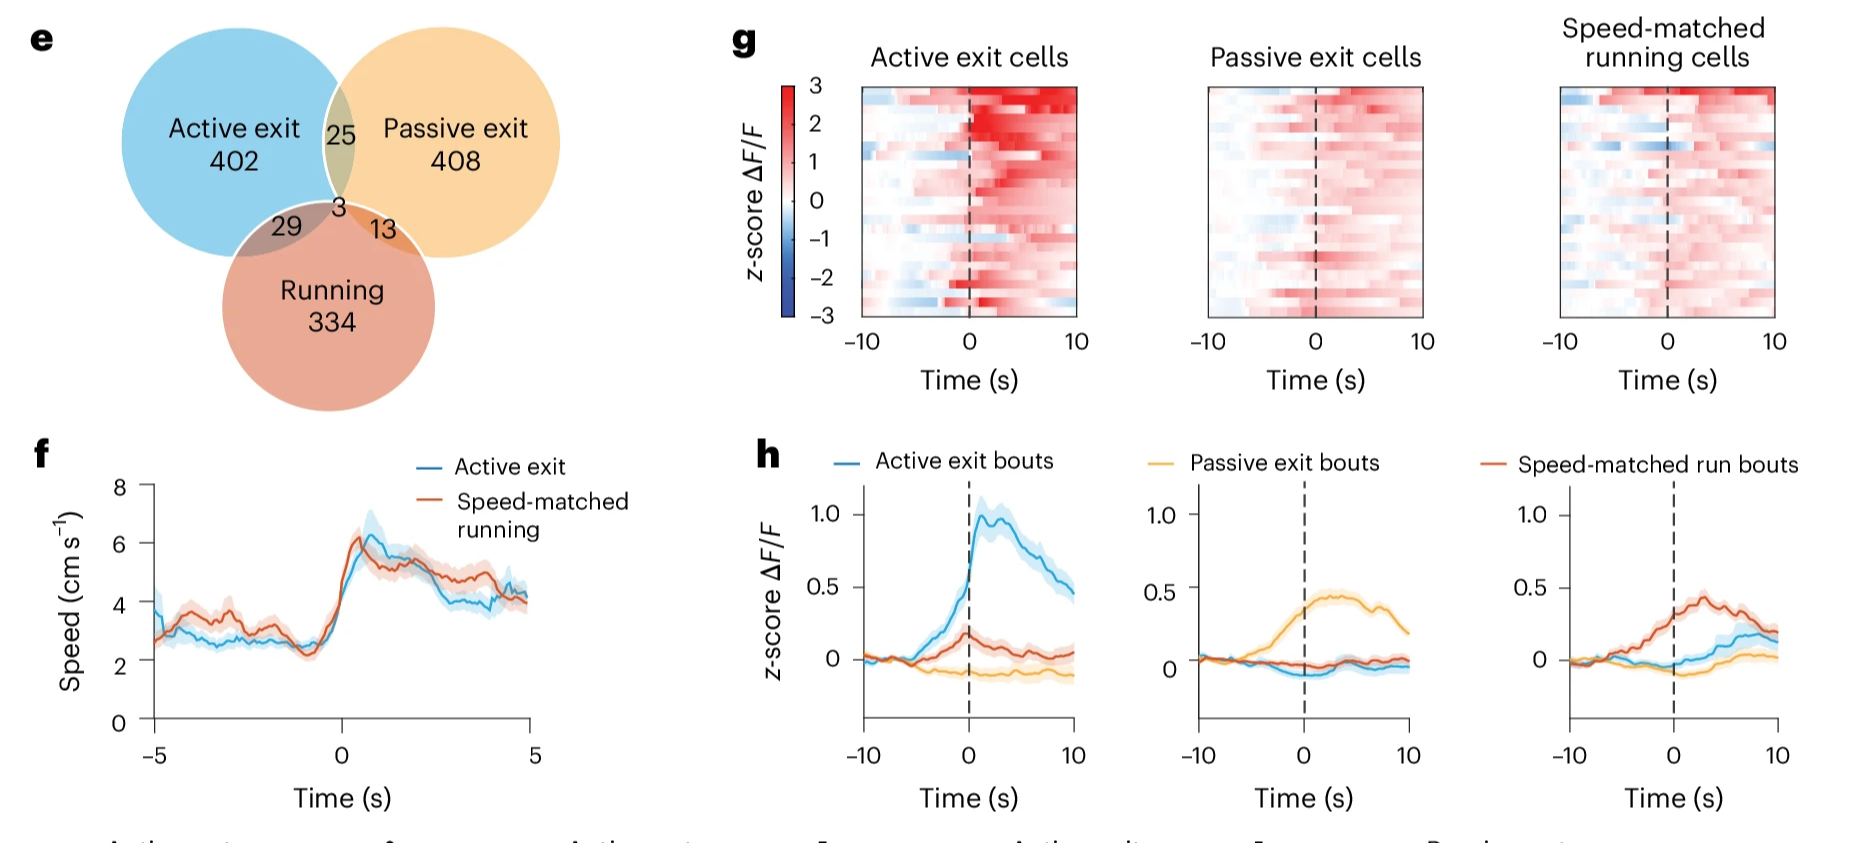 e
Active exit
402
25
Passive exit
408
3
29
13
Running
334
f
Active exit
Speed-matched
running
Speed (cm s⁻¹)
8
6
4
2
0
−5
0
5
Time (s)
g
Active exit cells
Passive exit cells
Speed-matched
running cells
z-score ΔF/F
3
2
1
0
−1
−2
−3
−10
0
10
−10
0
10
−10
0
10
Time (s)
Time (s)
Time (s)
h
Active exit bouts
Passive exit bouts
Speed-matched run bouts
z-score ΔF/F
1.0
0.5
0
1.0
0.5
0
1.0
0.5
0
−10
0
10
−10
0
10
−10
0
10
Time (s)
Time (s)
Time (s)